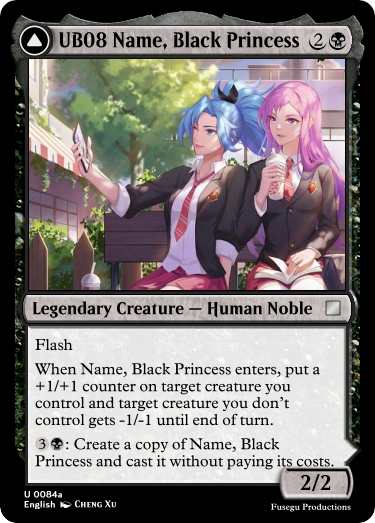 UB08 Name, Black Princess 2
Legendary Creature — Human Noble
Flash
When Name, Black Princess enters, put a
+1/+1 counter on target creature you
control and target creature you don't
control gets -1/-1 until end of turn.
3 : Create a copy of Name, Black
Princess and cast it without paying its costs.
2/2
U 0084a
English Cheng Xu
Fusegu Productions